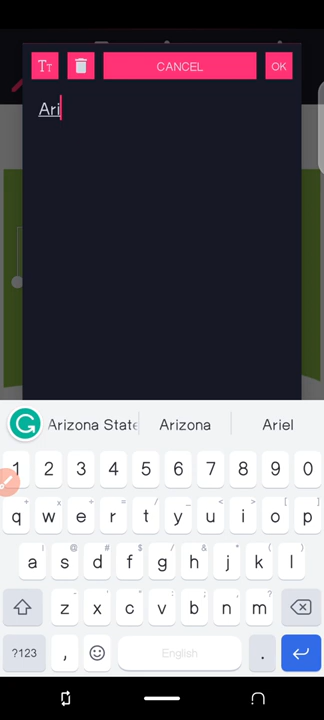 TT CANCEL OK
Ari
G Arizona State Arizona Ariel
1 2 3 4 5 6 7 8 9 0
q w e r t y u i o p
a s d f g h j k l
z x c v b n m
?123 , English .